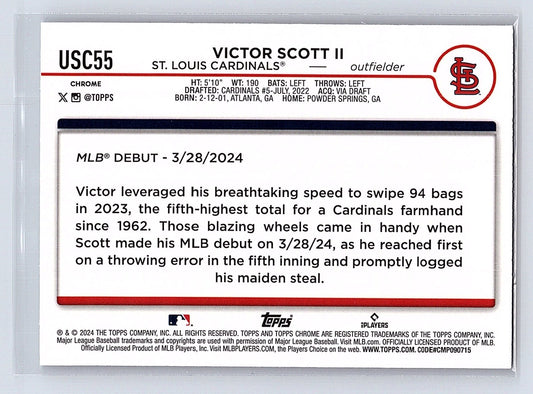 USC55
VICTOR SCOTT II
ST. LOUIS CARDINALS® — outfielder
CHROME
HT: 5'10" WT: 190 BATS: LEFT THROWS: LEFT
DRAFTED: CARDINALS #5-JULY, 2022 ACQ: VIA DRAFT
BORN: 2-12-01, ATLANTA, GA HOME: POWDER SPRINGS, GA
X @TOPPS
STL
MLB® DEBUT - 3/28/2024
Victor leveraged his breathtaking speed to swipe 94 bags
in 2023, the fifth-highest total for a Cardinals farmhand
since 1962. Those blazing wheels came in handy when
Scott made his MLB debut on 3/28/24, as he reached first
on a throwing error in the fifth inning and promptly logged
his maiden steal.
Topps
PLAYERS
® & © 2024 THE TOPPS COMPANY, INC. ALL RIGHTS RESERVED. TOPPS AND TOPPS CHROME ARE REGISTERED TRADEMARKS OF THE TOPPS COMPANY, INC.
Major League Baseball trademarks and copyrights are used with permission of Major League Baseball. Visit MLB.com. OFFICIALLY LICENSED PRODUCT OF MLB PLAYERS, INC.
Officially Licensed Product of MLB Players, Inc. Visit MLBPLAYERS.COM, the Players Choice on the web. WWW.TOPPS.COM. CODE#CMP090715